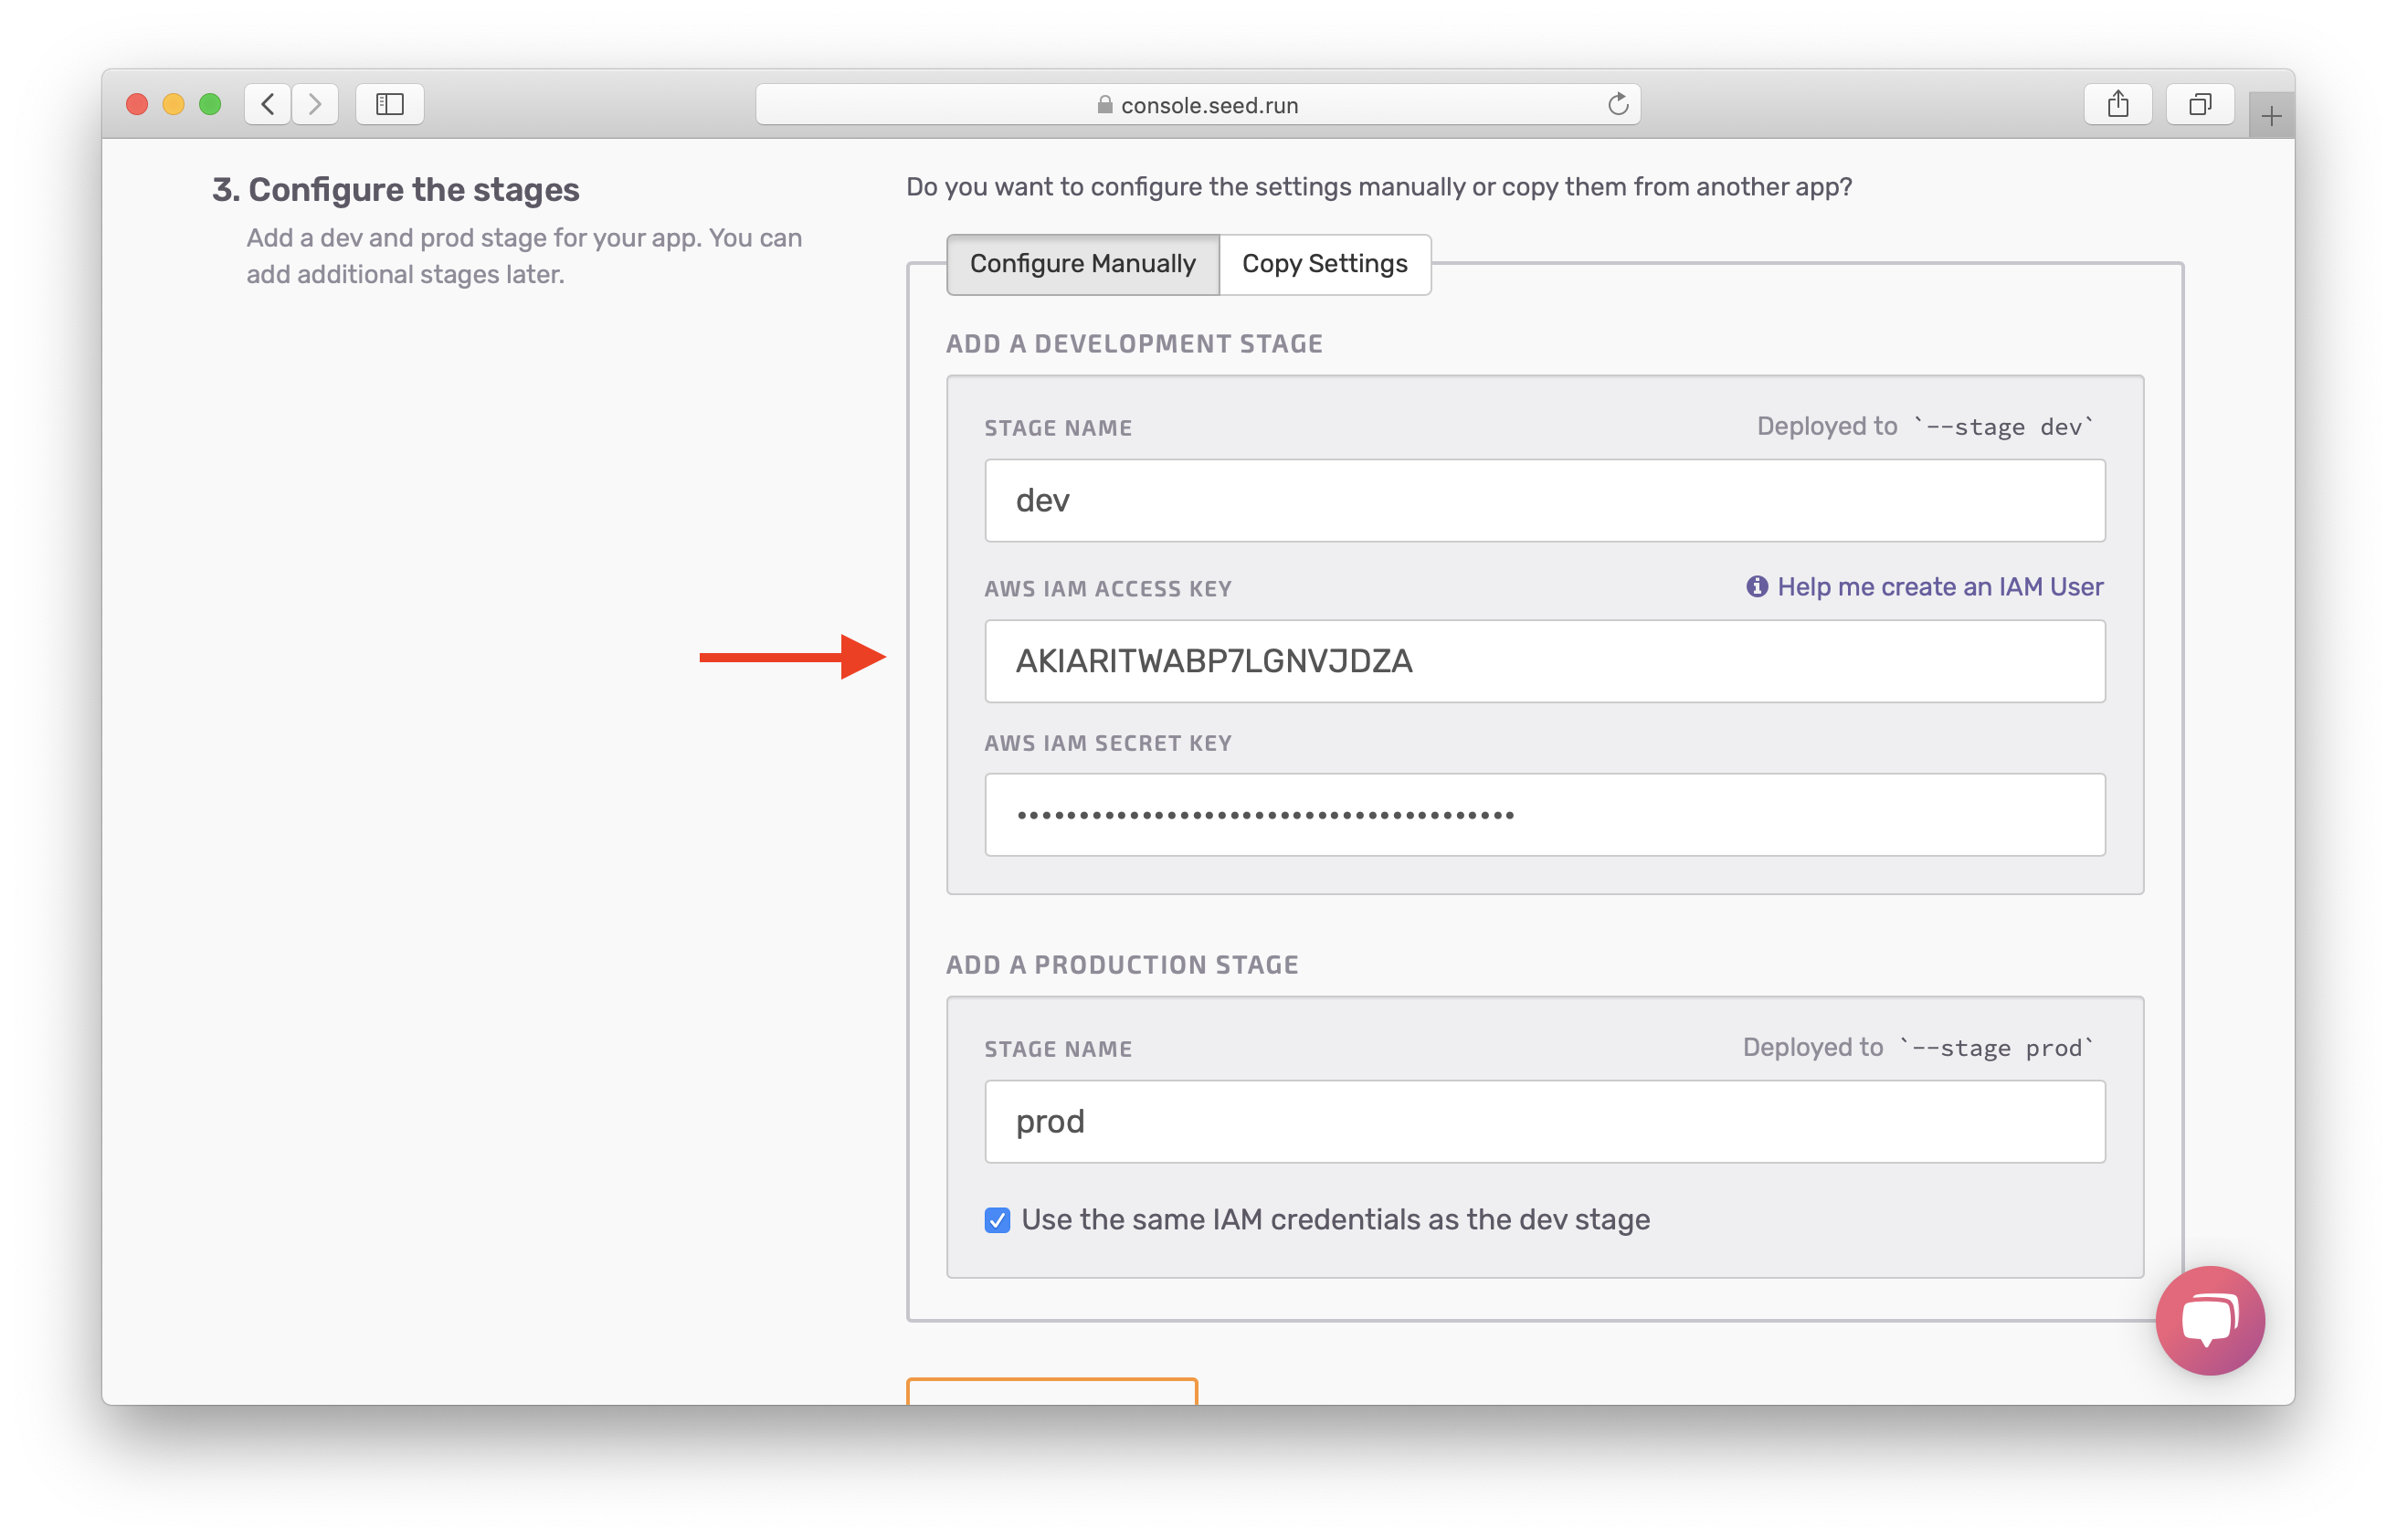 console.seed.run
3. Configure the stages
Add a dev and prod stage for your app. You can
add additional stages later.
Do you want to configure the settings manually or copy them from another app?
Configure Manually
Copy Settings
ADD A DEVELOPMENT STAGE
STAGE NAME
Deployed to `--stage dev`
dev
AWS IAM ACCESS KEY
Help me create an IAM User
AKIARITWABP7LGNVJDZA
AWS IAM SECRET KEY
••••••••••••••••••••••••••••••••••••••••
ADD A PRODUCTION STAGE
STAGE NAME
Deployed to `--stage prod`
prod
Use the same IAM credentials as the dev stage